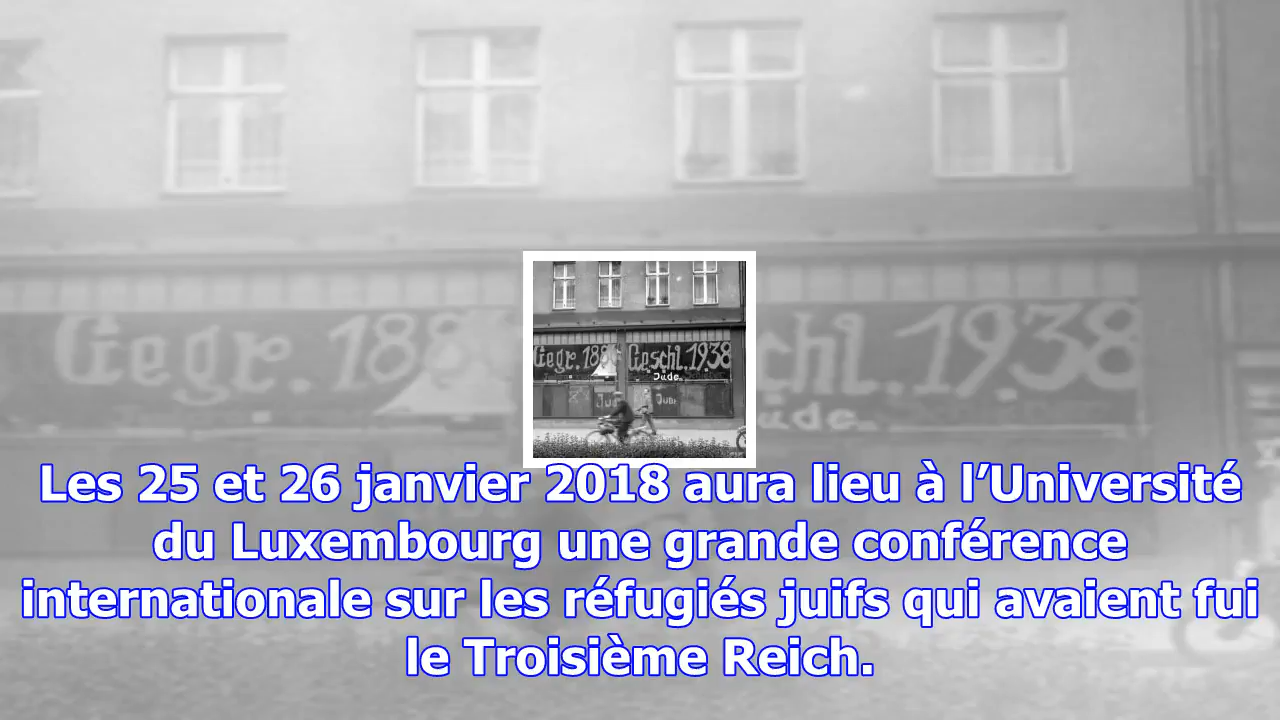 Gegr. 188
Geschl. 1938
Jude
Jude
Jude
Les 25 et 26 janvier 2018 aura lieu à l’Université
du Luxembourg une grande conférence
internationale sur les réfugiés juifs qui avaient fui
le Troisième Reich.